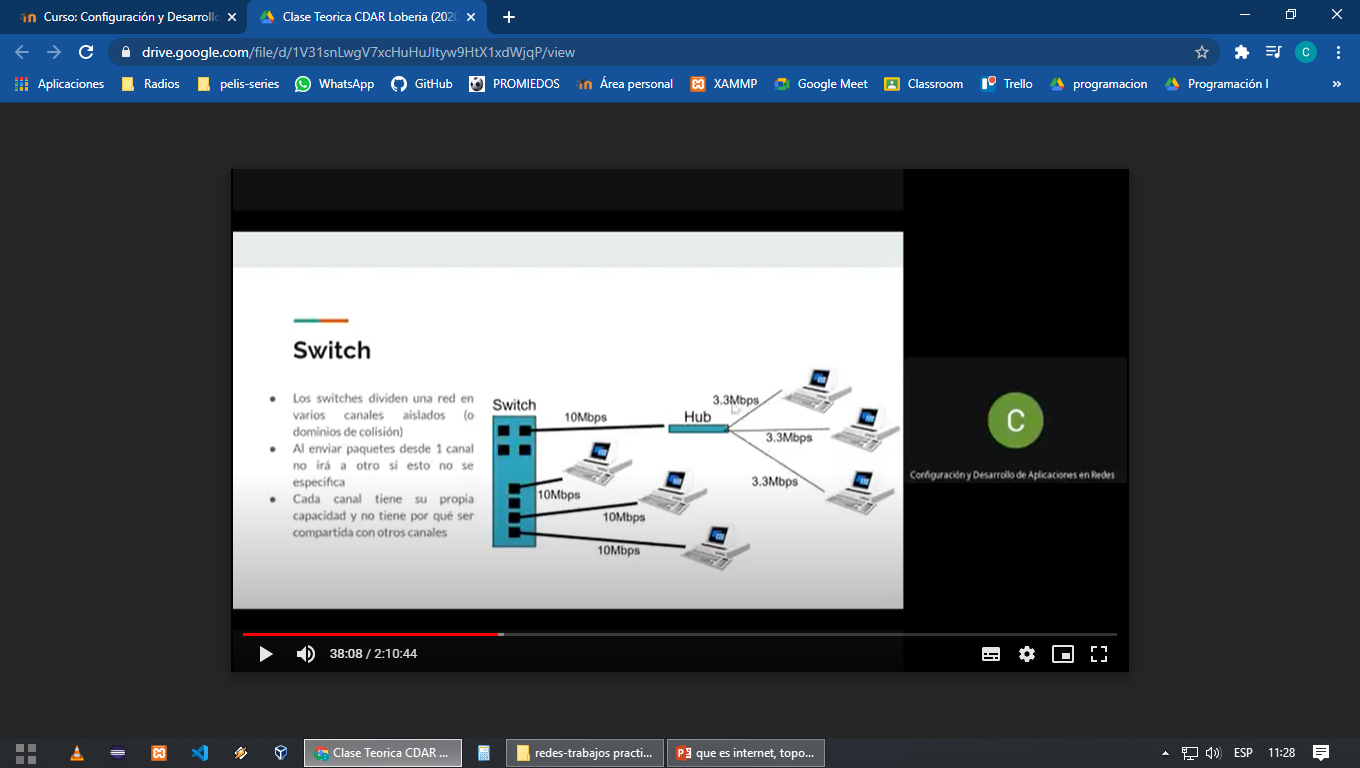 Curso: Configuración y Desarrollo
Clase Teorica CDAR Loberia (2020
drive.google.com/file/d/1V31snLwgV7xcHuHuJltyw9HtX1xdWjqP/view
C
Aplicaciones
Radios
pelis-series
WhatsApp
GitHub
PROMIEDOS
Área personal
XAMMP
Google Meet
Classroom
Trello
programacion
Programación I
»
Switch
Los switches dividen una red en
varios canales aislados (o
dominios de colisión)
Al enviar paquetes desde 1 canal
no irá a otro si esto no se
especifica
Cada canal tiene su propia
capacidad y no tiene por qué ser
compartida con otros canales
Switch
10Mbps
Hub
3.3Mbps
3.3Mbps
3.3Mbps
10Mbps
10Mbps
10Mbps
C
Configuración y Desarrollo de Aplicaciones en Redes
38:08 / 2:10:44
Clase Teorica CDAR ...
redes-trabajos practi...
que es internet, topo...
ESP
11:28